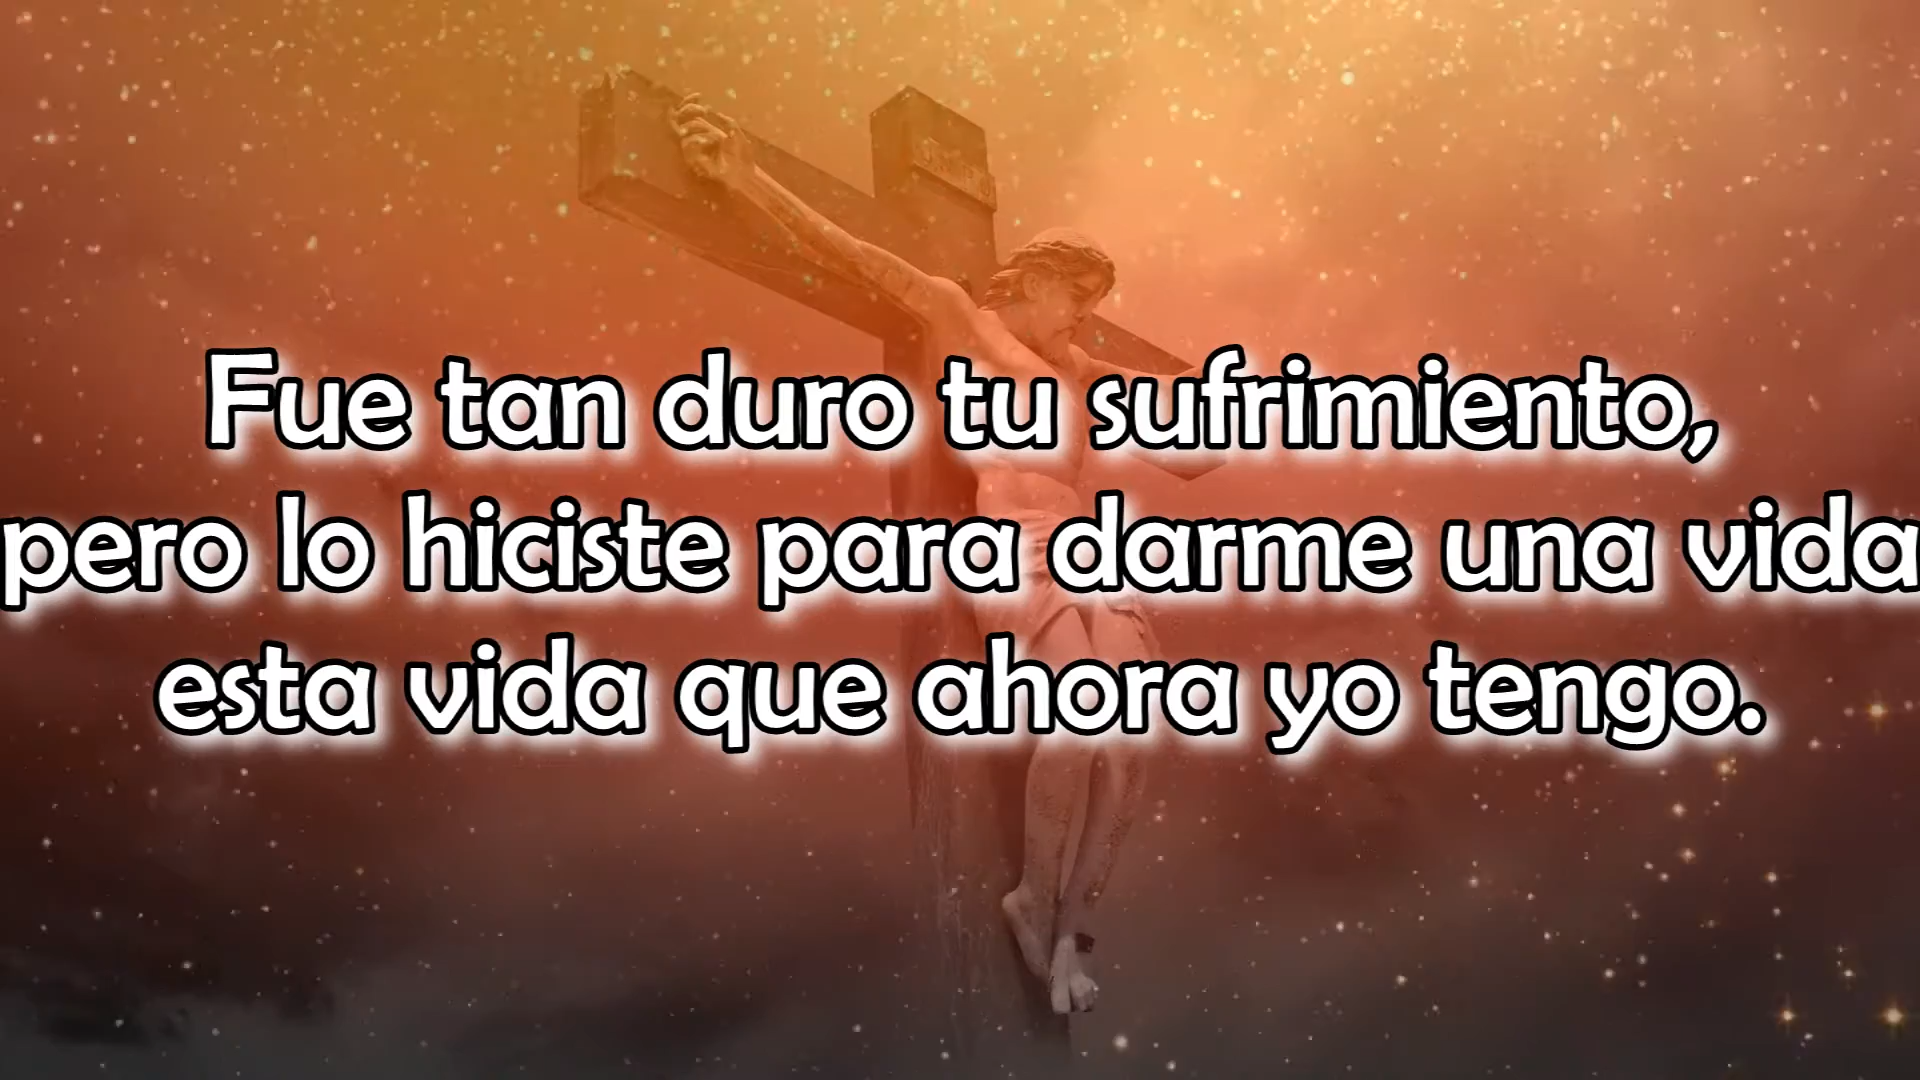 Fue tan duro tu sufrimiento,
pero lo hiciste para darme una vida
esta vida que ahora yo tengo.